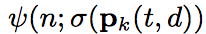 ψ(n; σ(p_k(t, d))